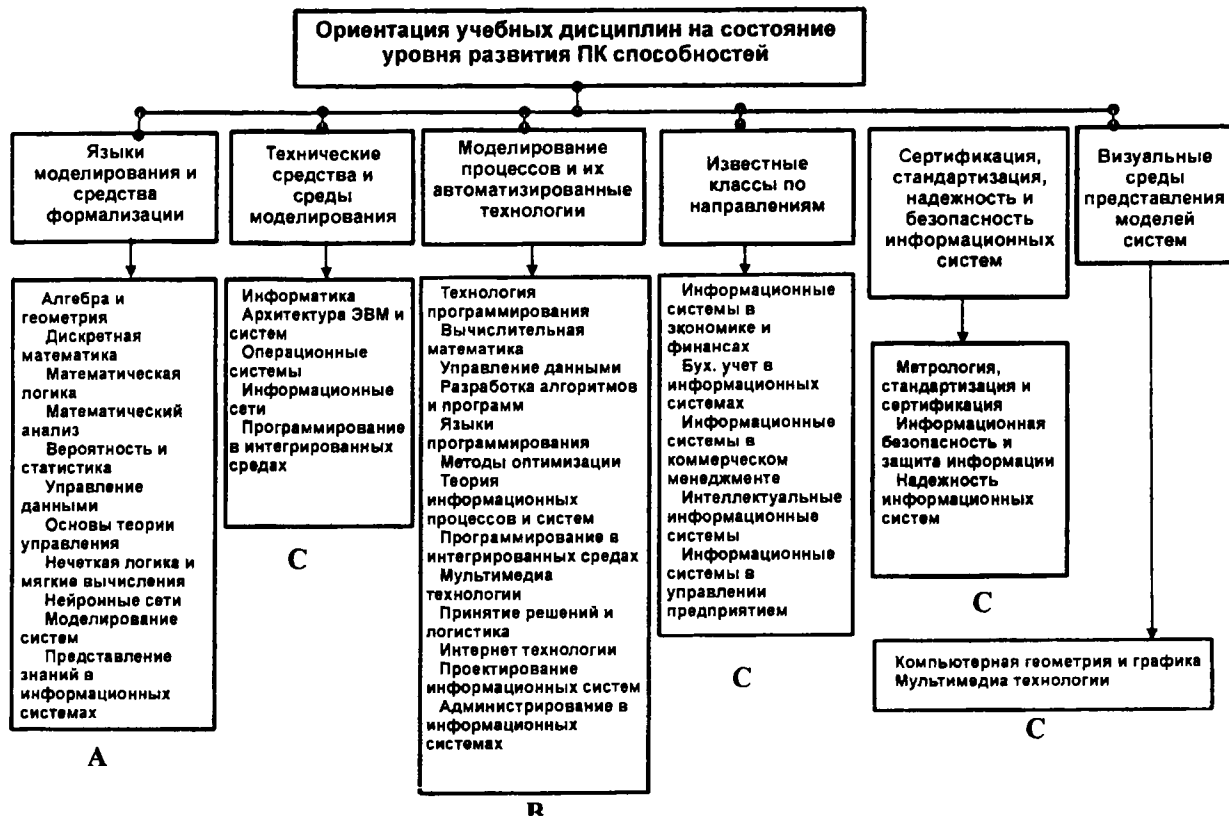 Ориентация учебных дисциплин на состояние
уровня развития ПК способностей
Языки
моделирования и
средства
формализации
Технические
средства и
среды
моделирования
Моделирование
процессов и их
автоматизированные
технологии
Известные
классы по
направлениям
Сертификация,
стандартизация,
надежность и
безопасность
информационных
систем
Визуальные
среды
представления
моделей
систем
Алгебра и
геометрия
Дискретная
математика
Математическая
логика
Математический
анализ
Вероятность и
статистика
Управление
данными
Основы теории
управления
Нечеткая логика и
мягкие вычисления
Нейронные сети
Моделирование
систем
Представление
знаний в
информационных
системах
A
Информатика
Архитектура ЭВМ и
систем
Операционные
системы
Информационные
сети
Программирование
в интегрированных
средах
C
Технология
программирования
Вычислительная
математика
Управление данными
Разработка алгоритмов
и программ
Языки
программирования
Методы оптимизации
Теория
информационных
процессов и систем
Программирование в
интегрированных средах
Мультимедиа
технологии
Принятие решений и
логистика
Интернет технологии
Проектирование
информационных систем
Администрирование в
информационных
системах
B
Информационные
системы в
экономике и
финансах
Бух. учет в
информационных
системах
Информационные
системы в
коммерческом
менеджменте
Интеллектуальные
информационные
системы
Информационные
системы в
управлении
предприятием
C
Метрология,
стандартизация и
сертификация
Информационная
безопасность и
защита информации
Надежность
информационных
систем
C
Компьютерная геометрия и графика
Мультимедиа технологии
C